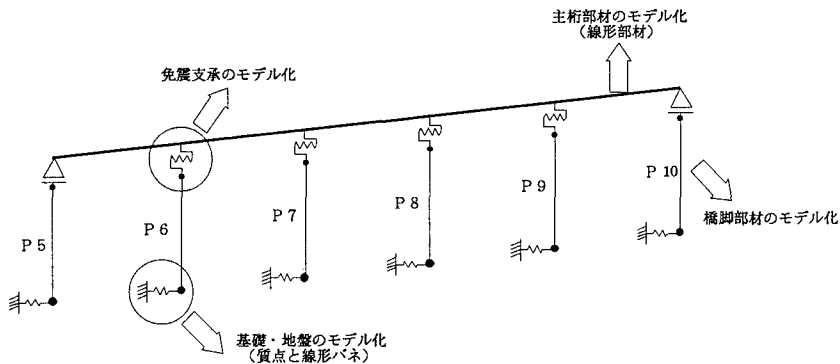 主桁部材のモデル化
(線形部材)
免震支承のモデル化
P 5
P 6
P 7
P 8
P 9
P 10
橋脚部材のモデル化
基礎・地盤のモデル化
(質点と線形バネ)